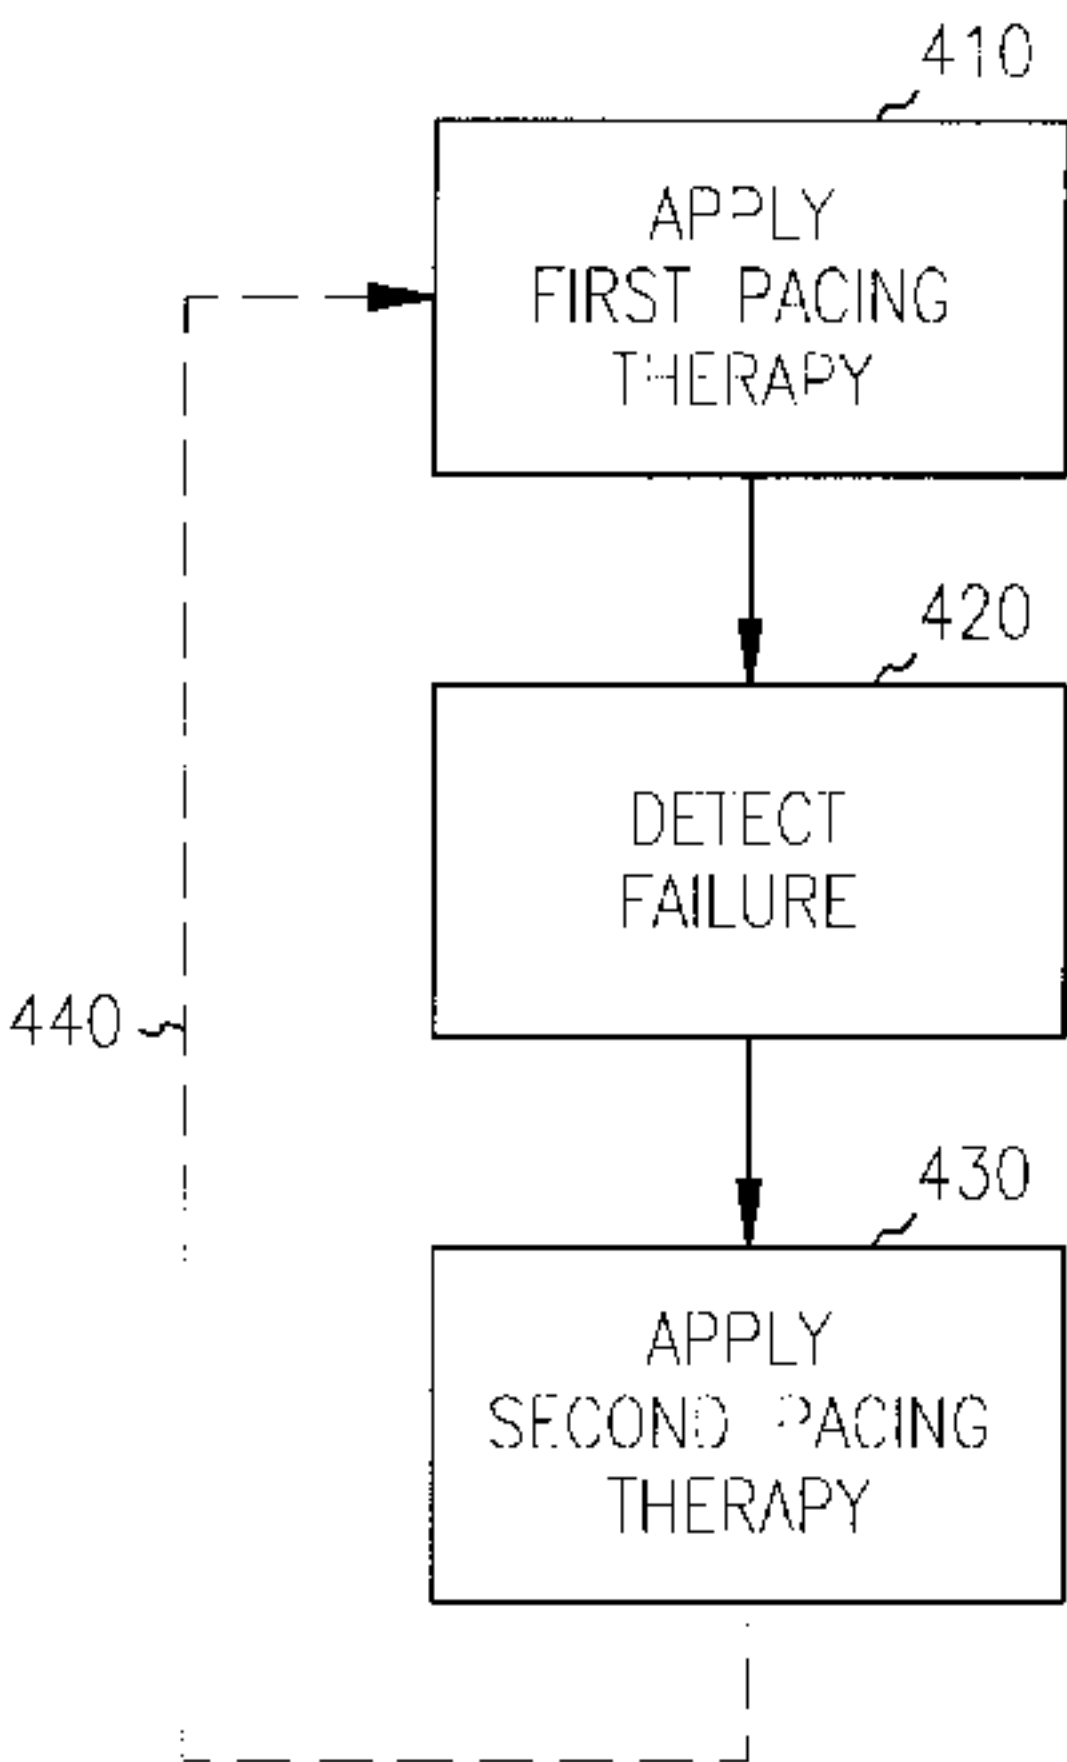 410
APPLY
FIRST PACING
THERAPY
420
DETECT
FAILURE
440
430
APPLY
SECOND PACING
THERAPY